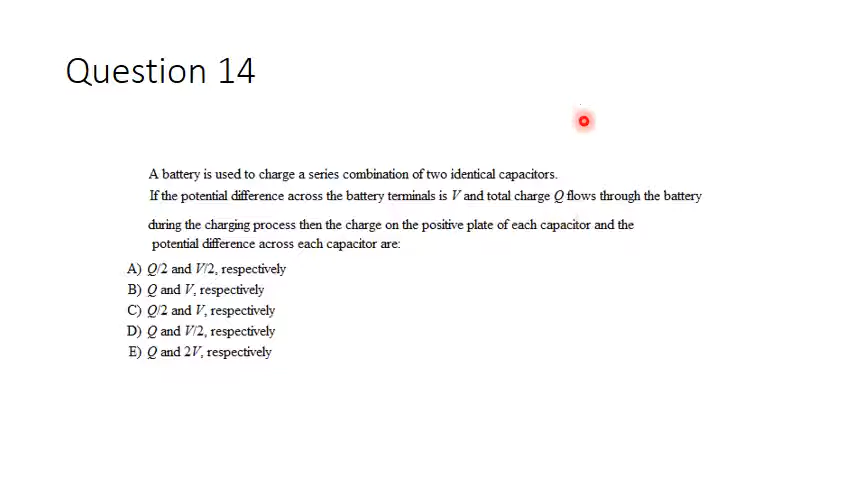 Question 14
A battery is used to charge a series combination of two identical capacitors.
If the potential difference across the battery terminals is V and total charge Q flows through the battery
during the charging process then the charge on the positive plate of each capacitor and the
potential difference across each capacitor are:
A) Q/2 and V/2, respectively
B) Q and V, respectively
C) Q/2 and V, respectively
D) Q and V/2, respectively
E) Q and 2V, respectively